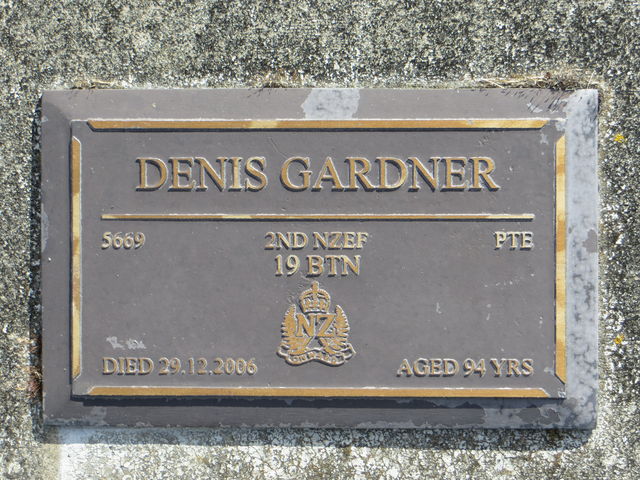 DENIS GARDNER
5669 2ND NZEF PTE
19 BTN
NZ
DIED 29.12.2006 AGED 94 YRS